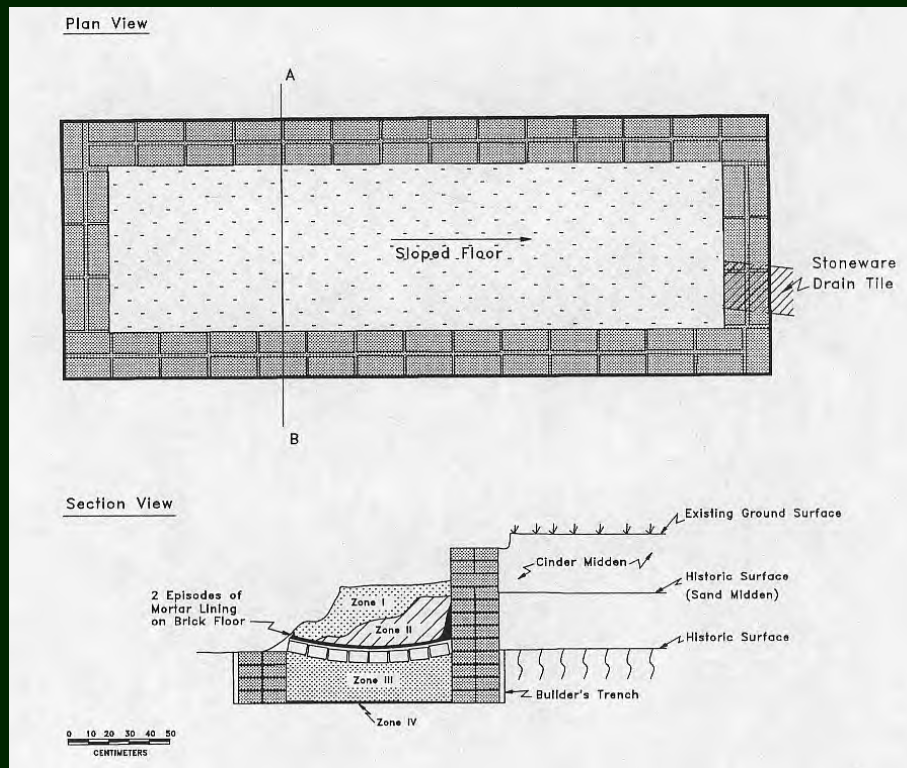 Plan View
A
Sloped Floor
Stoneware
Drain Tile
B
Section View
Existing Ground Surface
Cinder Midden
2 Episodes of
Mortar Lining
on Brick Floor
Zone I
Historic Surface
(Sand Midden)
Zone II
Historic Surface
Zone III
Builder's Trench
Zone IV
0 10 20 30 40 50
CENTIMETERS